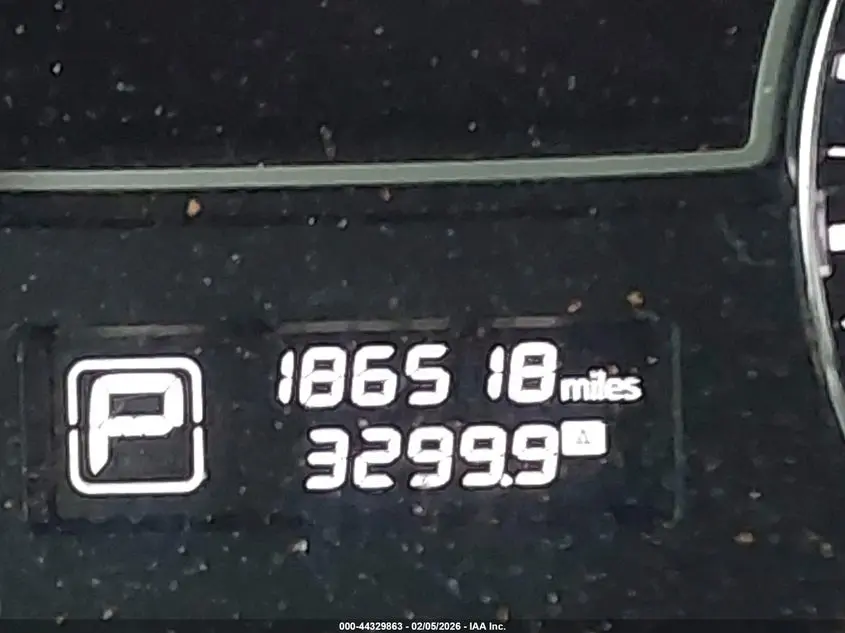 P
186518 miles
3299.9 A
000-44329863 - 02/05/2026 - IAA Inc.